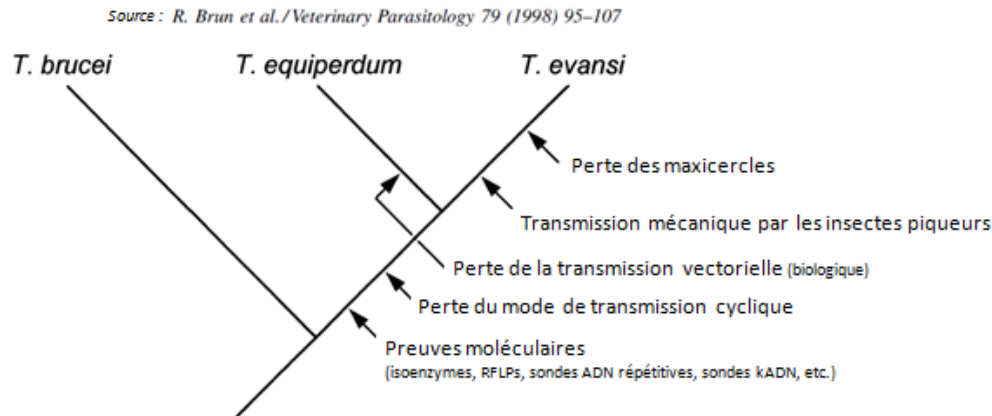 Source : R. Brun et al. / Veterinary Parasitology 79 (1998) 95–107
T. brucei T. equiperdum T. evansi
Perte des maxicercles
Transmission mécanique par les insectes piqueurs
Perte de la transmission vectorielle (biologique)
Perte du mode de transmission cyclique
Preuves moléculaires
(isoenzymes, RFLPs, sondes ADN répétitives, sondes kADN, etc.)